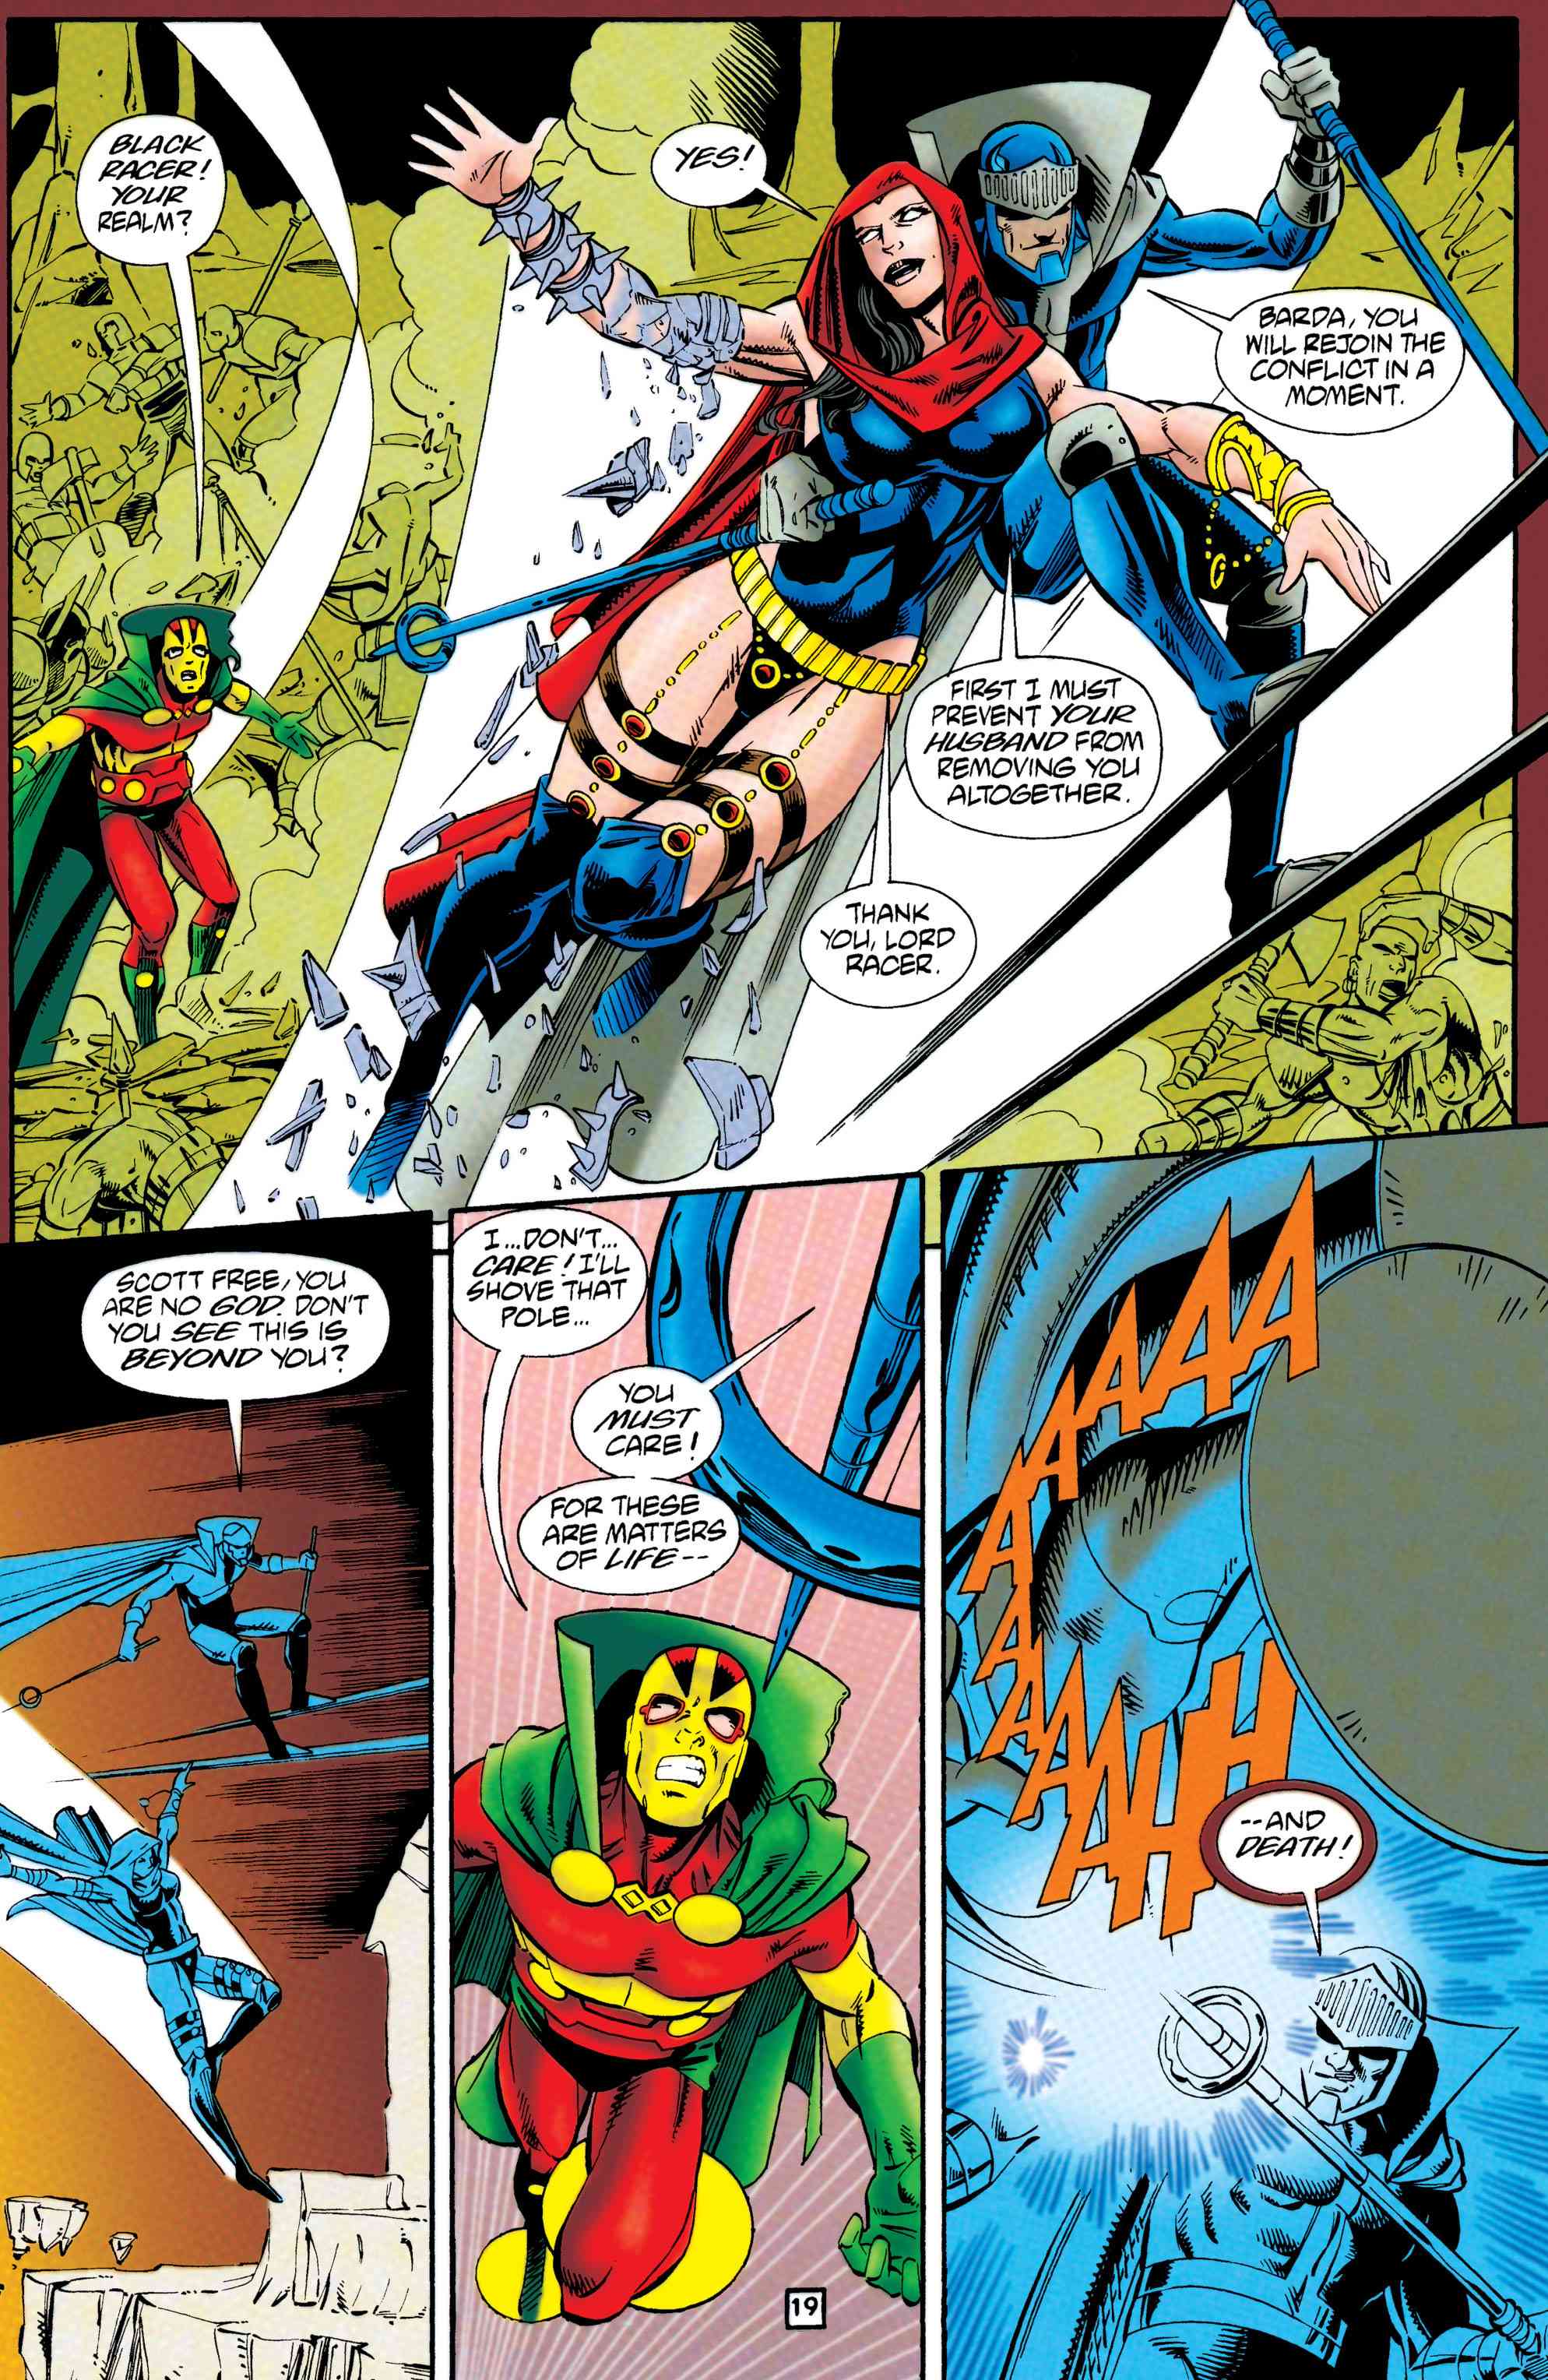 BLACK
RACER!
YOUR
REALM?
YES!
BARDA, YOU
WILL REJOIN THE
CONFLICT IN A
MOMENT.
FIRST I MUST
PREVENT YOUR
HUSBAND FROM
REMOVING YOU
ALTOGETHER.
THANK
YOU, LORD
RACER.
SCOTT FREE, YOU
ARE NO GOD. DON'T
YOU SEE THIS IS
BEYOND YOU?
I...DON'T...
CARE! I'LL
SHOVE THAT
POLE...
YOU
MUST
CARE!
FOR THESE
ARE MATTERS
OF LIFE--
AAAAAAAAAAAHH
--AND
DEATH!
19